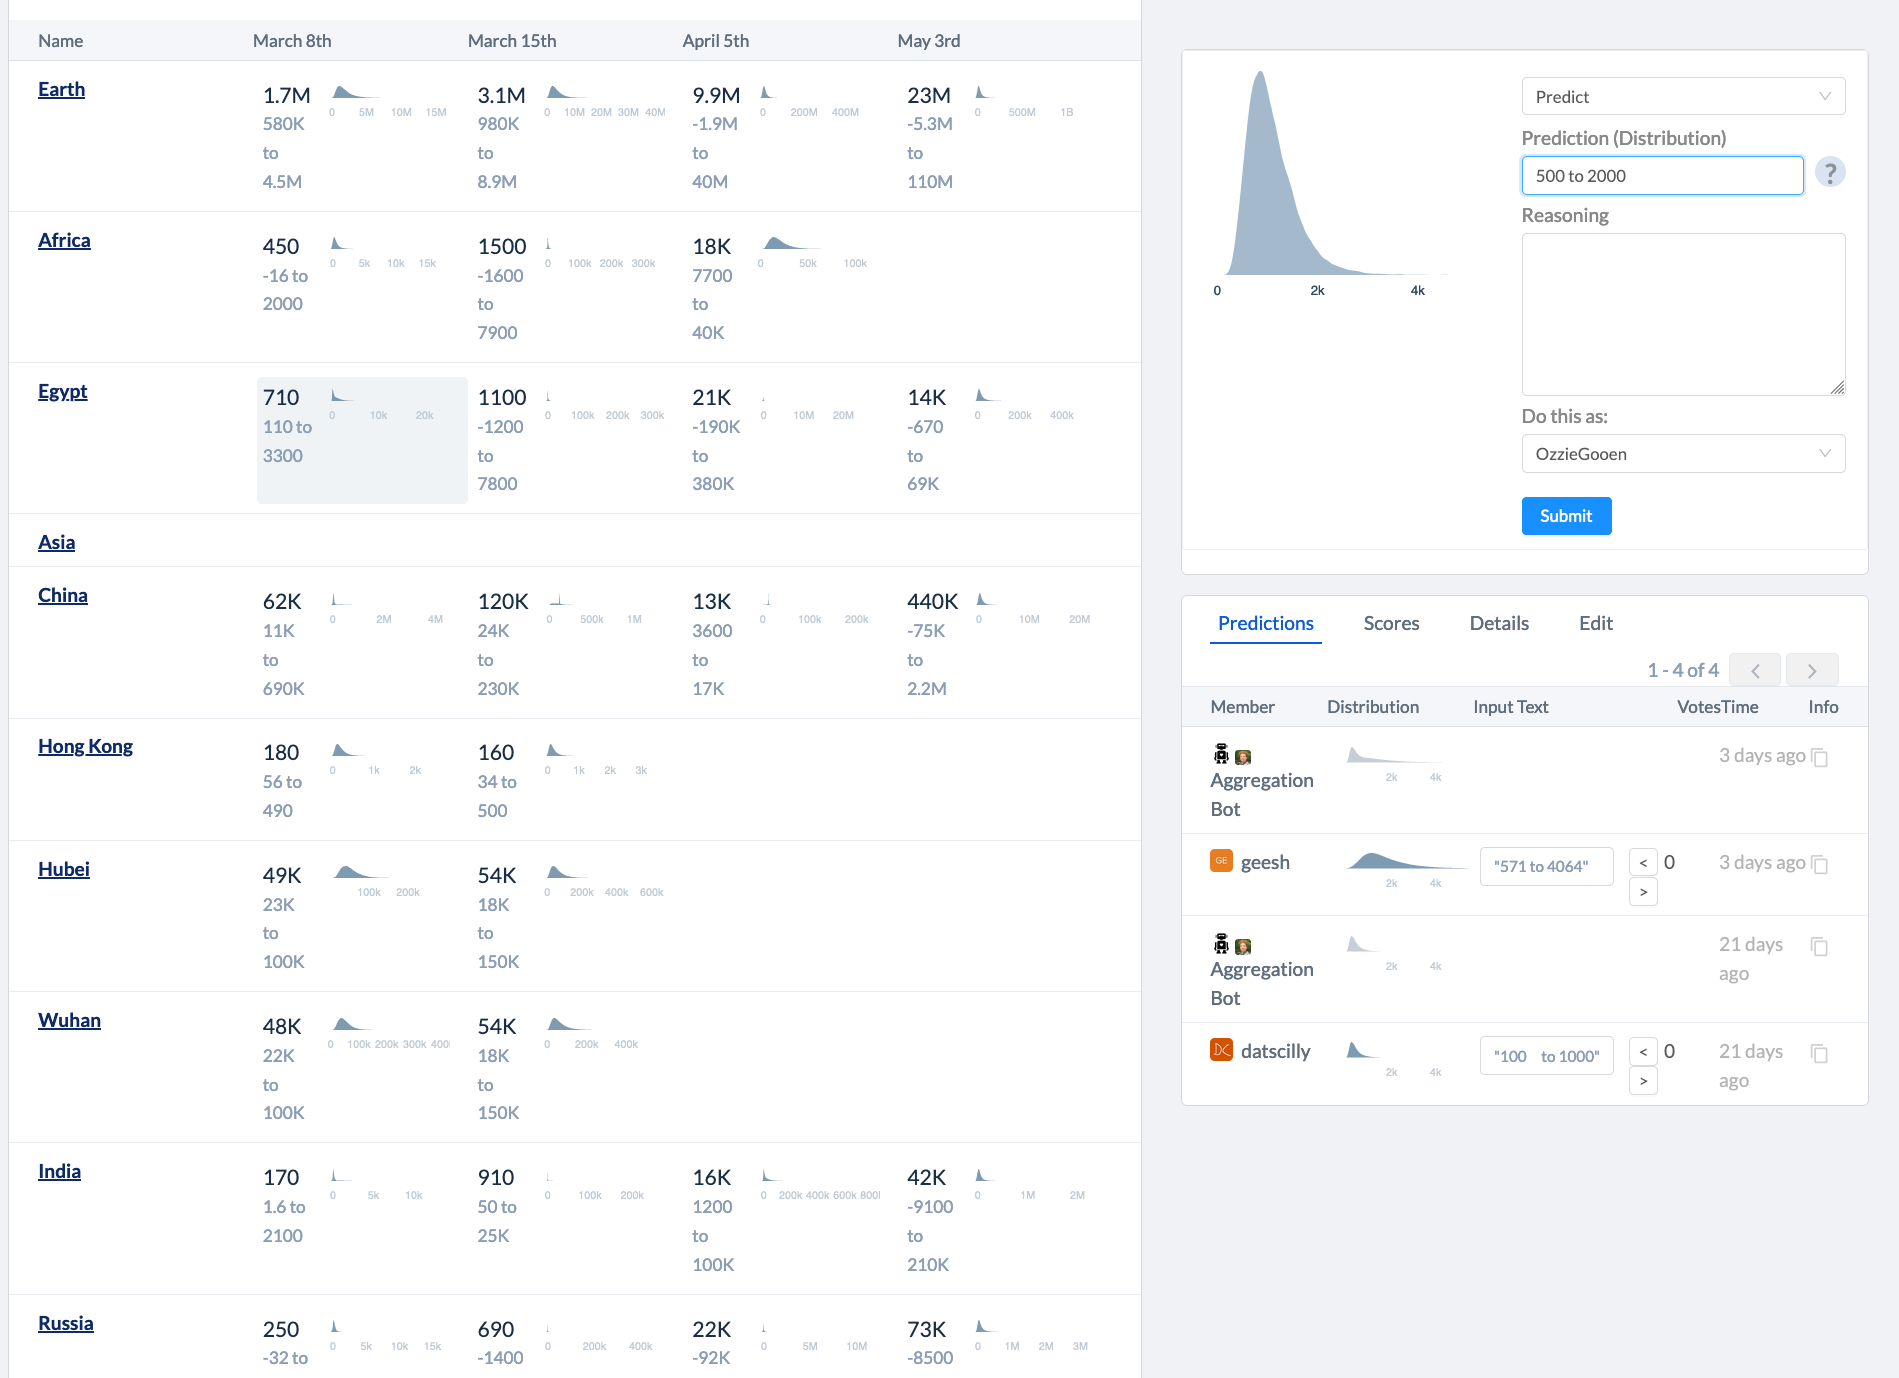 Name March 8th March 15th April 5th May 3rd
Earth
1.7M
580K
to
4.5M
0 5M 10M 15M
3.1M
980K
to
8.9M
0 10M 20M 30M 40M
9.9M
-1.9M
to
40M
0 200M 400M
23M
-5.3M
to
110M
0 500M 1B
Africa
450
-16 to
2000
0 5k 10k 15k
1500
-1600
to
7900
0 100k 200k 300k
18K
7700
to
40K
0 50k 100k
Egypt
710
110 to
3300
0 10k 20k
1100
-1200
to
7800
0 100k 200k 300k
21K
-190K
to
380K
0 10M 20M
14K
-670
to
69K
0 200k 400k
Asia
China
62K
11K
to
690K
0 2M 4M
120K
24K
to
230K
0 500k 1M
13K
3600
to
17K
0 100k 200k
440K
-75K
to
2.2M
0 10M 20M
Hong Kong
180
56 to
490
0 1k 2k
160
34 to
500
0 1k 2k 3k
Hubei
49K
23K
to
100K
100k 200k
54K
18K
to
150K
0 200k 400k 600k
Wuhan
48K
22K
to
100K
0 100k 200k 300k 400
54K
18K
to
150K
0 200k 400k
India
170
1.6 to
2100
0 5k 10k
910
50 to
25K
0 100k 200k
16K
1200
to
100K
0 200k 400k 600k 800
42K
-9100
to
210K
0 1M 2M
Russia
250
-32 to
0 5k 10k 15k
690
-1400
0 200k 400k
22K
-92K
0 5M 10M
73K
-8500
0 1M 2M 3M
0 2k 4k
Predict
Prediction (Distribution)
500 to 2000
?
Reasoning
Do this as:
OzzieGooen
Submit
Predictions Scores Details Edit
1 - 4 of 4 < >
Member Distribution Input Text VotesTime Info
Aggregation
Bot
2k 4k
3 days ago
GE geesh
2k 4k
"571 to 4064"
< 0
>
3 days ago
Aggregation
Bot
2k 4k
21 days
ago
DC datscilly
2k 4k
"100 to 1000"
< 0
>
21 days
ago